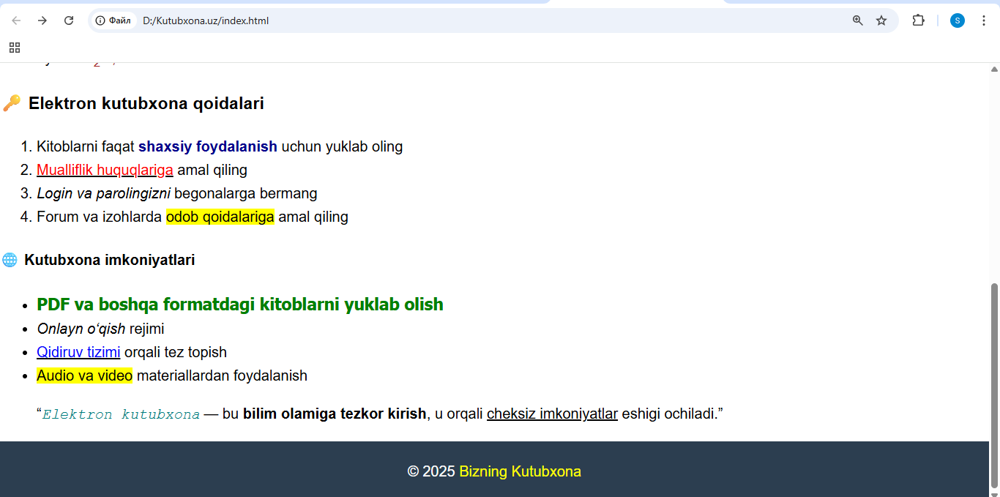 Файл
D:/Kutubxona.uz/index.html
S
Elektron kutubxona qoidalari
1. Kitoblarni faqat shaxsiy foydalanish uchun yuklab oling
2. Mualliflik huquqlariga amal qiling
3. Login va parolingizni begonalarga bermang
4. Forum va izohlarda odob qoidalariga amal qiling
Kutubxona imkoniyatlari
• PDF va boshqa formatdagi kitoblarni yuklab olish
• Onlayn o‘qish rejimi
• Qidiruv tizimi orqali tez topish
• Audio va video materiallardan foydalanish
“Elektron kutubxona — bu bilim olamiga tezkor kirish, u orqali cheksiz imkoniyatlar eshigi ochiladi.”
© 2025 Bizning Kutubxona